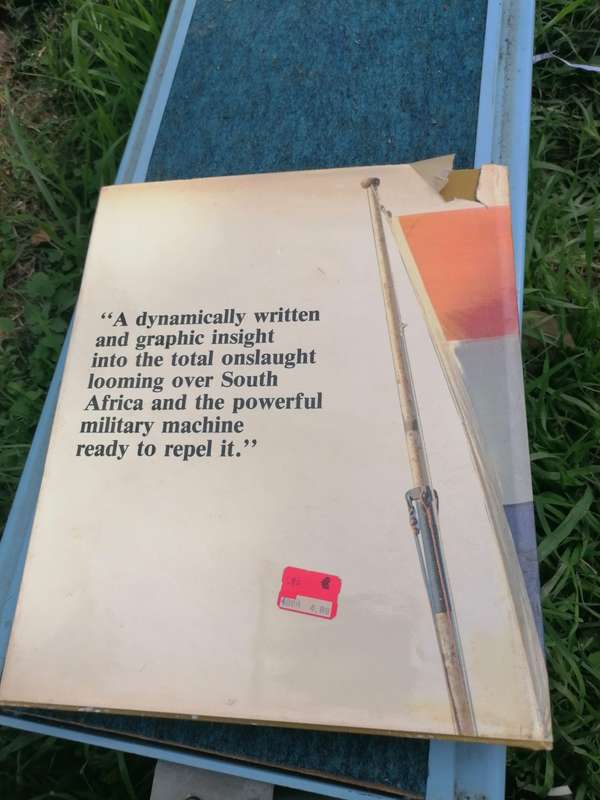 “A dynamically written
and graphic insight
into the total onslaught
looming over South
Africa and the powerful
military machine
ready to repel it.”